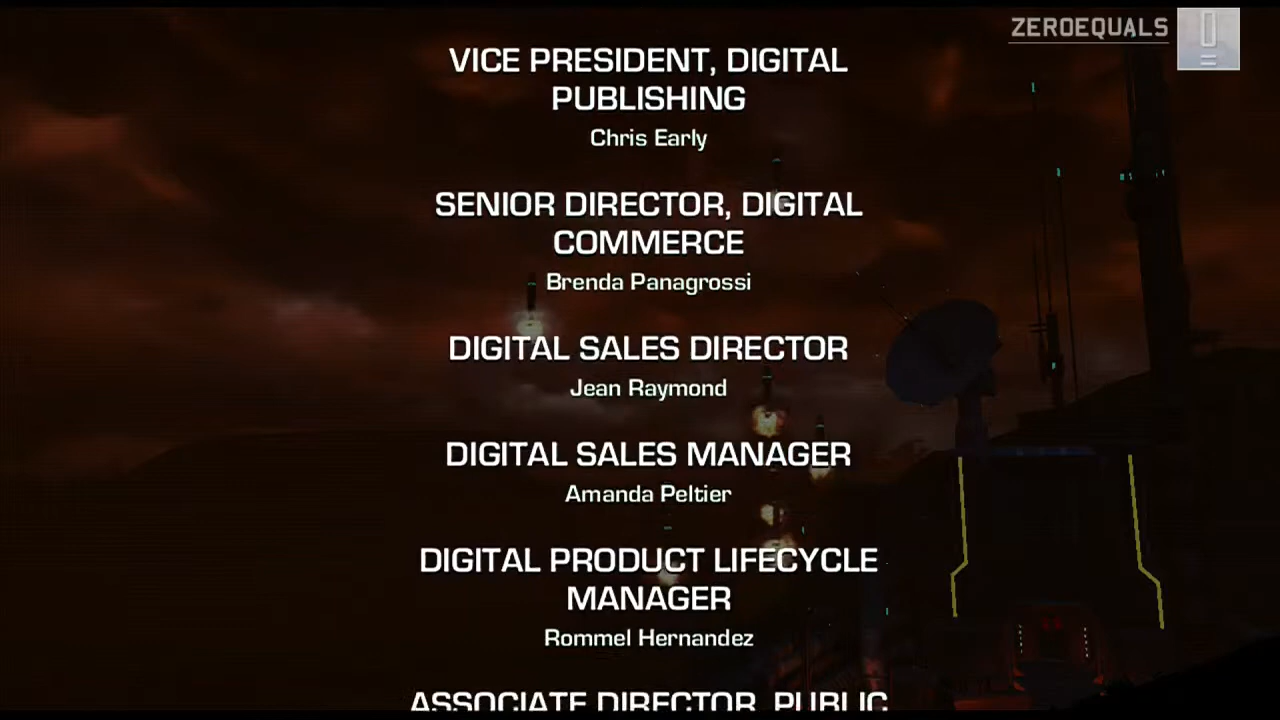 ZEROEQUALS
VICE PRESIDENT, DIGITAL
PUBLISHING
Chris Early
SENIOR DIRECTOR, DIGITAL
COMMERCE
Brenda Panagrossi
DIGITAL SALES DIRECTOR
Jean Raymond
DIGITAL SALES MANAGER
Amanda Peltier
DIGITAL PRODUCT LIFECYCLE
MANAGER
Rommel Hernandez
ASSOCIATE DIRECTOR, PUBLIC